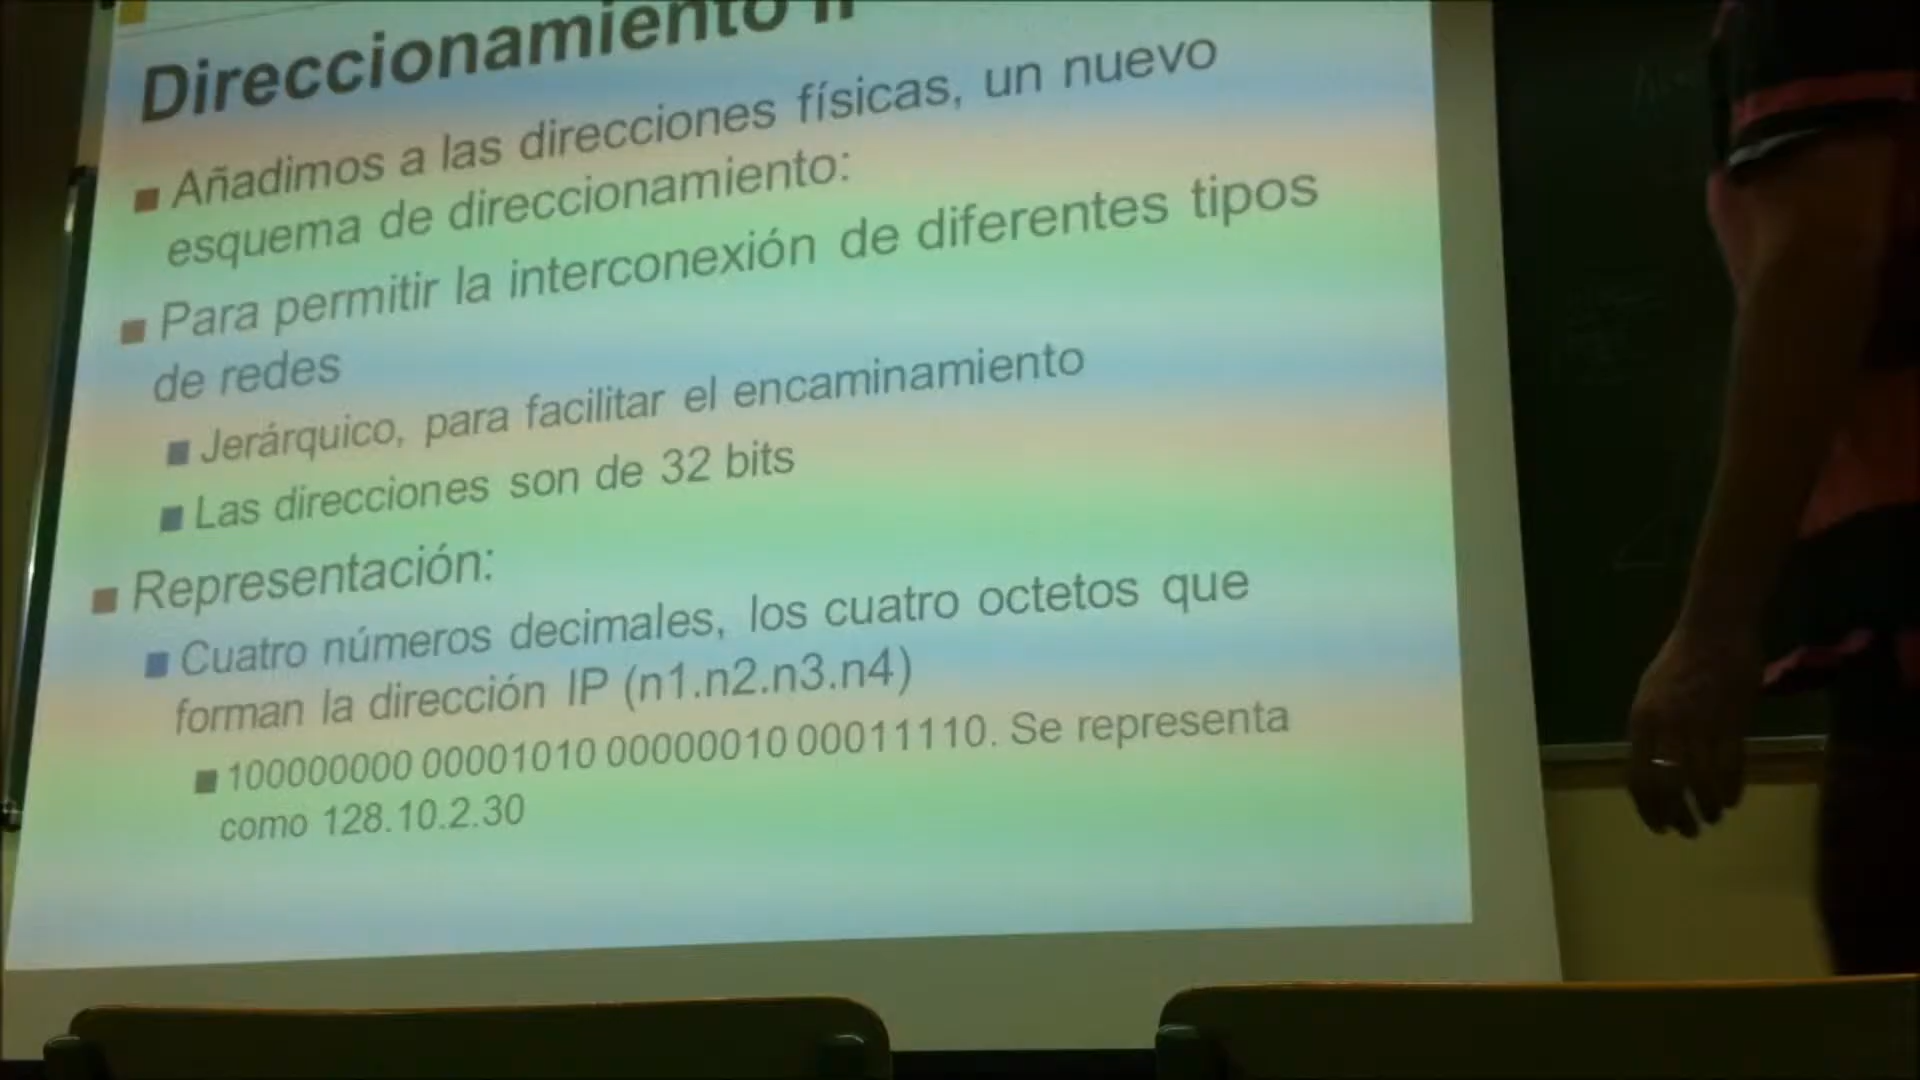 Direccionamiento IP
Añadimos a las direcciones físicas, un nuevo
esquema de direccionamiento:
Para permitir la interconexión de diferentes tipos
de redes
Jerárquico, para facilitar el encaminamiento
Las direcciones son de 32 bits
Representación:
Cuatro números decimales, los cuatro octetos que
forman la dirección IP (n1.n2.n3.n4)
100000000 00001010 00000010 00011110. Se representa
como 128.10.2.30